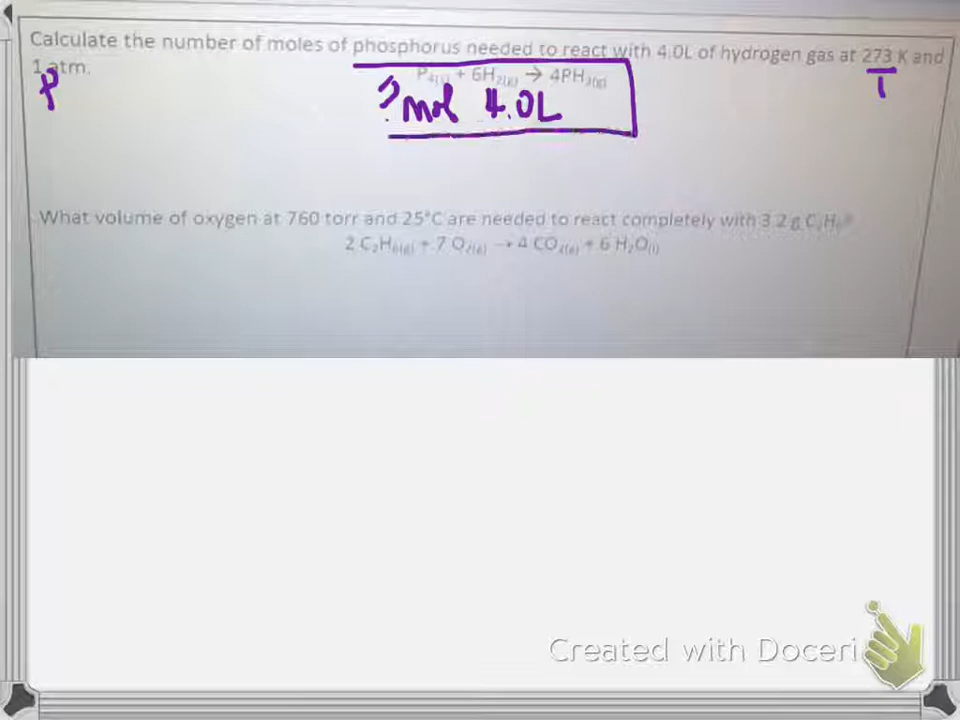 Calculate the number of moles of phosphorus needed to react with 4.0L of hydrogen gas at 273 K and
1 atm.
P4(s) + 6H2(g) → 4PH3(g)
P
? mol 4.0L
T
What volume of oxygen at 760 torr and 25°C are needed to react completely with 3.2 g C2H6?
2 C2H6(g) + 7 O2(g) → 4 CO2(g) + 6 H2O(l)
Created with Doceri